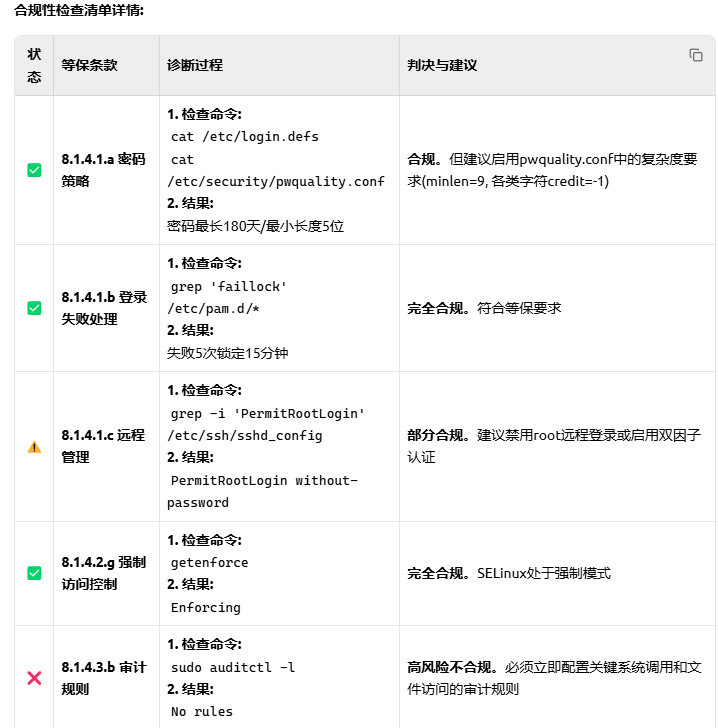 合规性检查清单详情:
状态
等保条款
诊断过程
判决与建议
✅
8.1.4.1.a 密码
策略
1. 检查命令:
cat /etc/login.defs
cat
/etc/security/pwquality.conf
2. 结果:
密码最长180天/最小长度5位
合规。但建议启用pwquality.conf中的复杂度要
求(minlen=9, 各类字符credit=-1)
✅
8.1.4.1.b 登录
失败处理
1. 检查命令:
grep 'faillock'
/etc/pam.d/*
2. 结果:
失败5次锁定15分钟
完全合规。符合等保要求
⚠
8.1.4.1.c 远程
管理
1. 检查命令:
grep -i 'PermitRootLogin'
/etc/ssh/sshd_config
2. 结果:
PermitRootLogin without-
password
部分合规。建议禁用root远程登录或启用双因子
认证
✅
8.1.4.2.g 强制
访问控制
1. 检查命令:
getenforce
2. 结果:
Enforcing
完全合规。SELinux处于强制模式
❌
8.1.4.3.b 审计
规则
1. 检查命令:
sudo auditctl -l
2. 结果:
No rules
高风险不合规。必须立即配置关键系统调用和文
件访问的审计规则